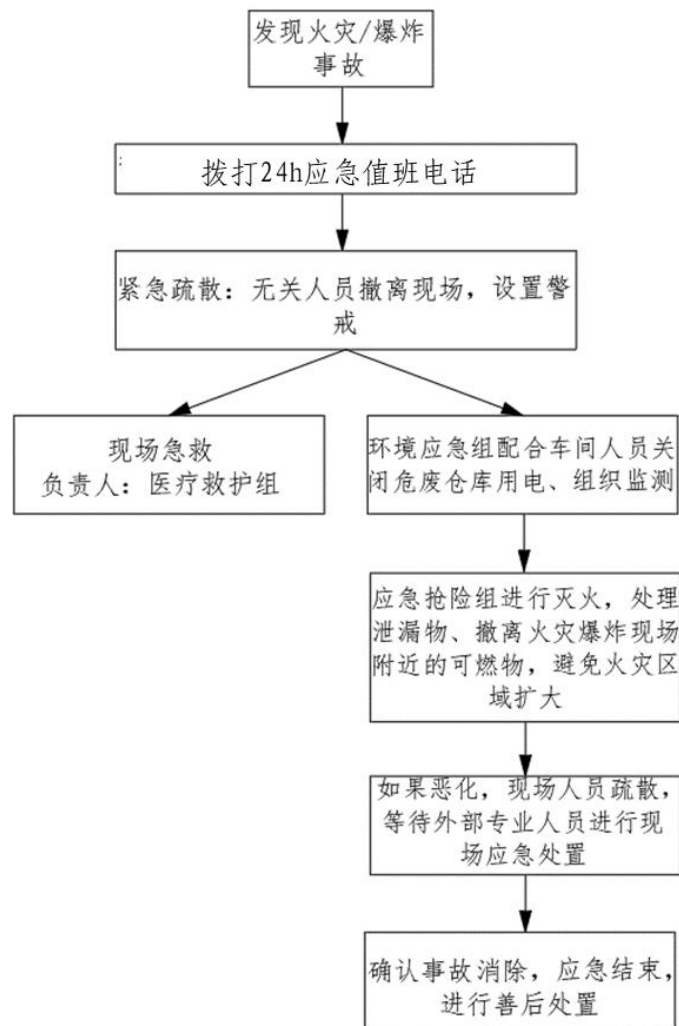 发现火灾/爆炸
事故
拨打24h应急值班电话
紧急疏散：无关人员撤离现场，设置警
戒
现场急救
负责人：医疗救护组
环境应急组配合车间人员关
闭危废仓库用电、组织监测
应急抢险组进行灭火，处理
泄漏物、撤离火灾爆炸现场
附近的可燃物，避免火灾区
域扩大
如果恶化，现场人员疏散，
等待外部专业人员进行现
场应急处置
确认事故消除，应急结束，
进行善后处置